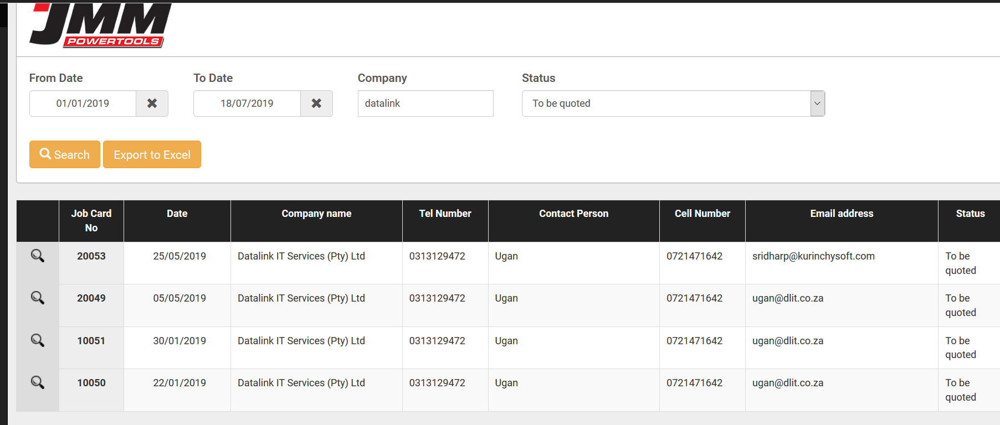 JMM
POWERTOOLS
From Date To Date Company Status
01/01/2019 18/07/2019 datalink To be quoted
Search Export to Excel
Job Card No Date Company name Tel Number Contact Person Cell Number Email address Status
20053 25/05/2019 Datalink IT Services (Pty) Ltd 0313129472 Ugan 0721471642 sridharp@kurinchysoft.com To be quoted
20049 05/05/2019 Datalink IT Services (Pty) Ltd 0313129472 Ugan 0721471642 ugan@dlit.co.za To be quoted
10051 30/01/2019 Datalink IT Services (Pty) Ltd 0313129472 Ugan 0721471642 ugan@dlit.co.za To be quoted
10050 22/01/2019 Datalink IT Services (Pty) Ltd 0313129472 Ugan 0721471642 ugan@dlit.co.za To be quoted